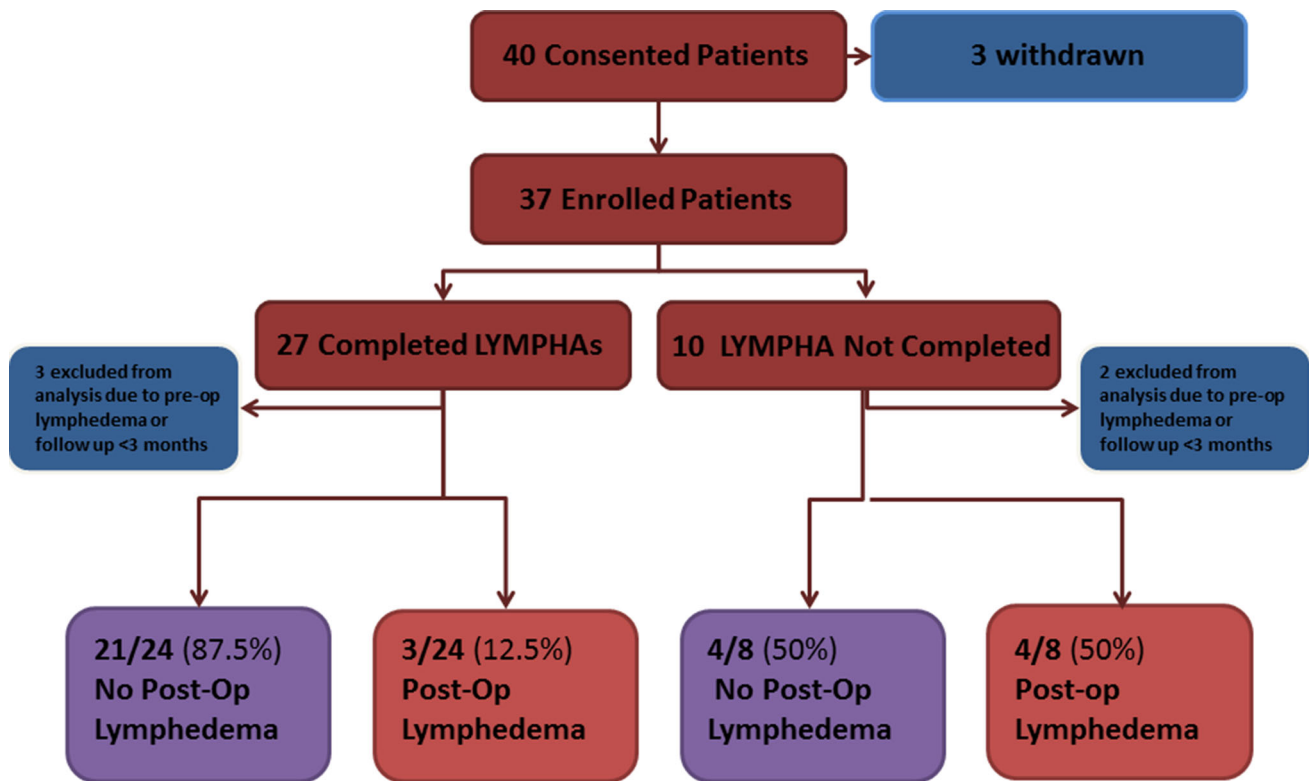 40 Consented Patients
3 withdrawn
37 Enrolled Patients
27 Completed LYMPHAs
10 LYMPHA Not Completed
3 excluded from
analysis due to pre-op
lymphedema or
follow up <3 months
2 excluded from
analysis due to pre-op
lymphedema or
follow up <3 months
21/24 (87.5%)
No Post-Op
Lymphedema
3/24 (12.5%)
Post-Op
Lymphedema
4/8 (50%)
No Post-Op
Lymphedema
4/8 (50%)
Post-op
Lymphedema